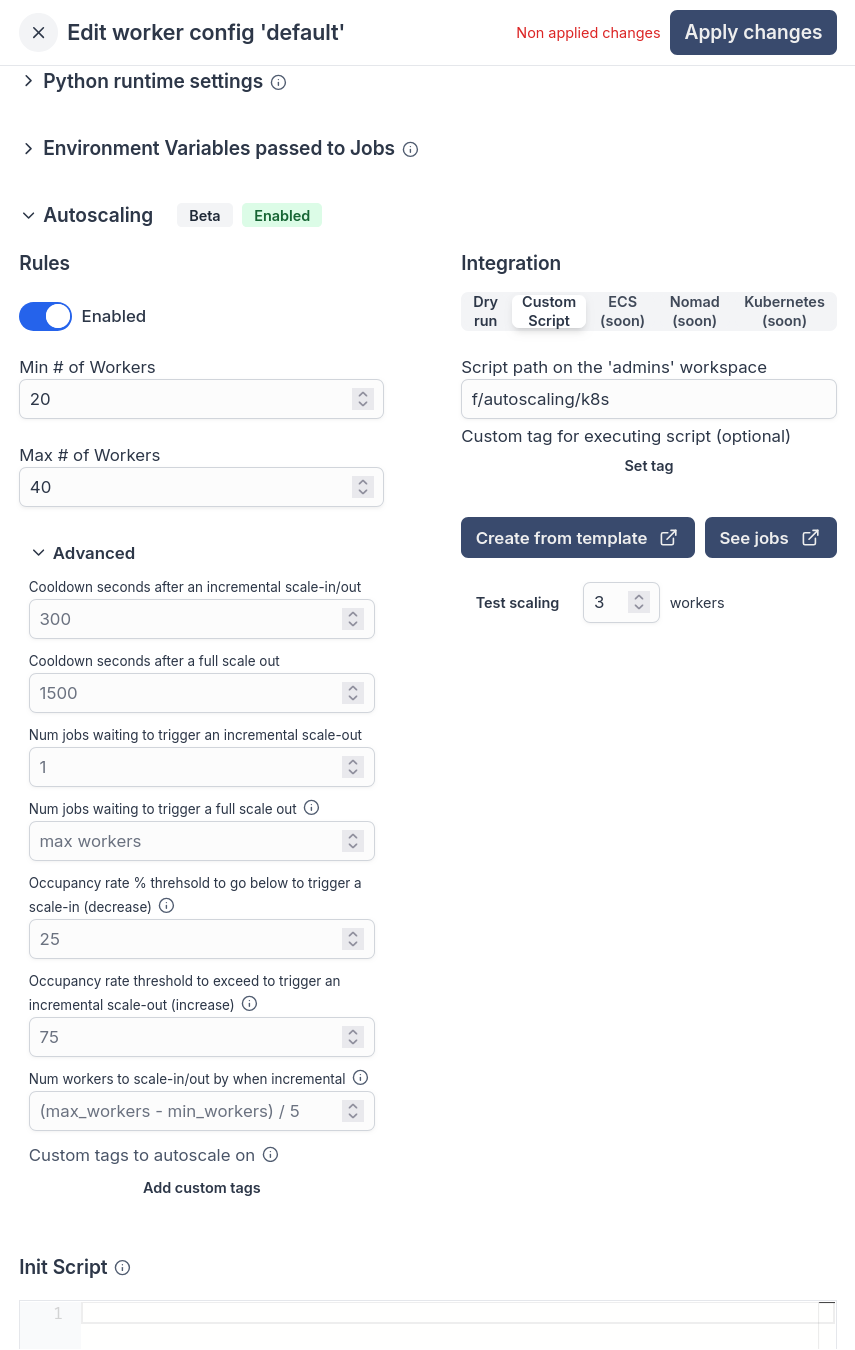 Edit worker config 'default'
Non applied changes
Apply changes
Python runtime settings
Environment Variables passed to Jobs
Autoscaling
Beta
Enabled
Rules
Enabled
Min # of Workers
20
Max # of Workers
40
Advanced
Cooldown seconds after an incremental scale-in/out
300
Cooldown seconds after a full scale out
1500
Num jobs waiting to trigger an incremental scale-out
1
Num jobs waiting to trigger a full scale out
max workers
Occupancy rate % threhsold to go below to trigger a
scale-in (decrease)
25
Occupancy rate threshold to exceed to trigger an
incremental scale-out (increase)
75
Num workers to scale-in/out by when incremental
(max_workers - min_workers) / 5
Custom tags to autoscale on
Add custom tags
Integration
Dry
run
Custom
Script
ECS
(soon)
Nomad
(soon)
Kubernetes
(soon)
Script path on the 'admins' workspace
f/autoscaling/k8s
Custom tag for executing script (optional)
Set tag
Create from template
See jobs
Test scaling
3
workers
Init Script
1